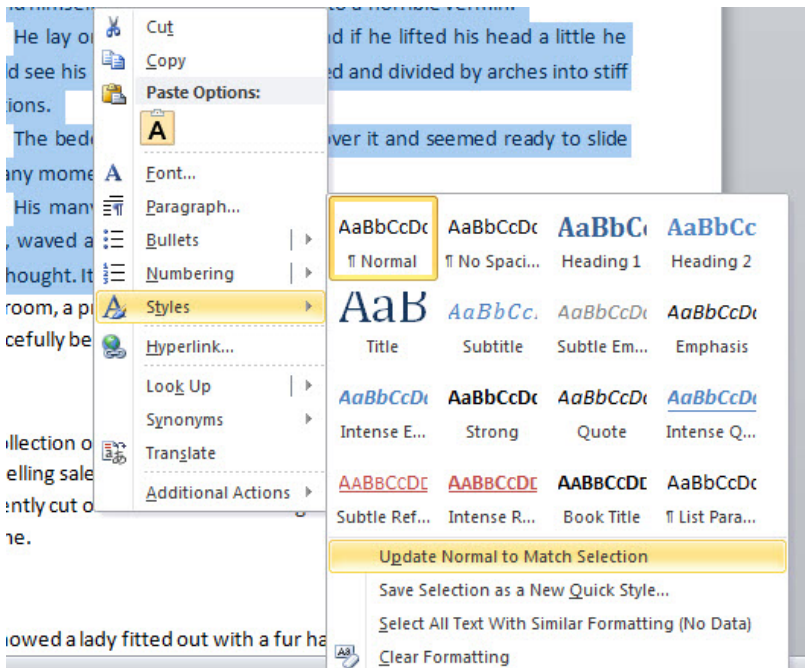 to a horrible vermin.
He lay o
d if he lifted his head a little he
d see his
ed and divided by arches into stiff
ions.
The bed
over it and seemed ready to slide
any mome
His many
, waved a
hought. It
room, a p
cefully be
ollection o
elling sale
ently cut o
ne.
howed a lady fitted out with a fur ha
Cut
Copy
Paste Options:
A
Font...
Paragraph...
Bullets
Numbering
Styles
Hyperlink...
Look Up
Synonyms
Translate
Additional Actions
AaBbCcDc AaBbCcDc AaBbCc AaBbCc
¶ Normal ¶ No Spaci... Heading 1 Heading 2
AaB AaBbCc. AaBbCcDc AaBbCcDc
Title Subtitle Subtle Em... Emphasis
AaBbCcDc AaBbCcDc AaBbCcDc AaBbCcDc
Intense E... Strong Quote Intense Q...
AABBCCDE AABBCCDE AABBCCDE AaBbCcDc
Subtle Ref... Intense R... Book Title ¶ List Para...
Update Normal to Match Selection
Save Selection as a New Quick Style...
Select All Text With Similar Formatting (No Data)
Clear Formatting